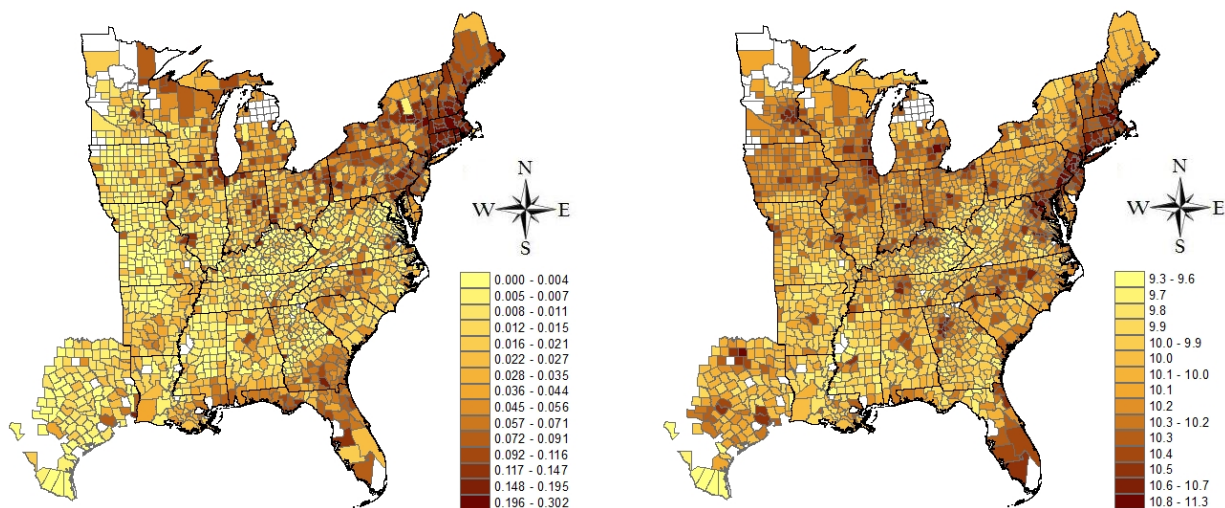 N
W E
S
0.000 - 0.004
0.005 - 0.007
0.008 - 0.011
0.012 - 0.015
0.016 - 0.021
0.022 - 0.027
0.028 - 0.035
0.036 - 0.044
0.045 - 0.056
0.057 - 0.071
0.072 - 0.091
0.092 - 0.116
0.117 - 0.147
0.148 - 0.195
0.196 - 0.302
N
W E
S
9.3 - 9.6
9.7
9.8
9.9
10.0 - 9.9
10.0
10.1 - 10.0
10.1
10.2
10.3 - 10.2
10.3
10.4
10.5
10.6 - 10.7
10.8 - 11.3